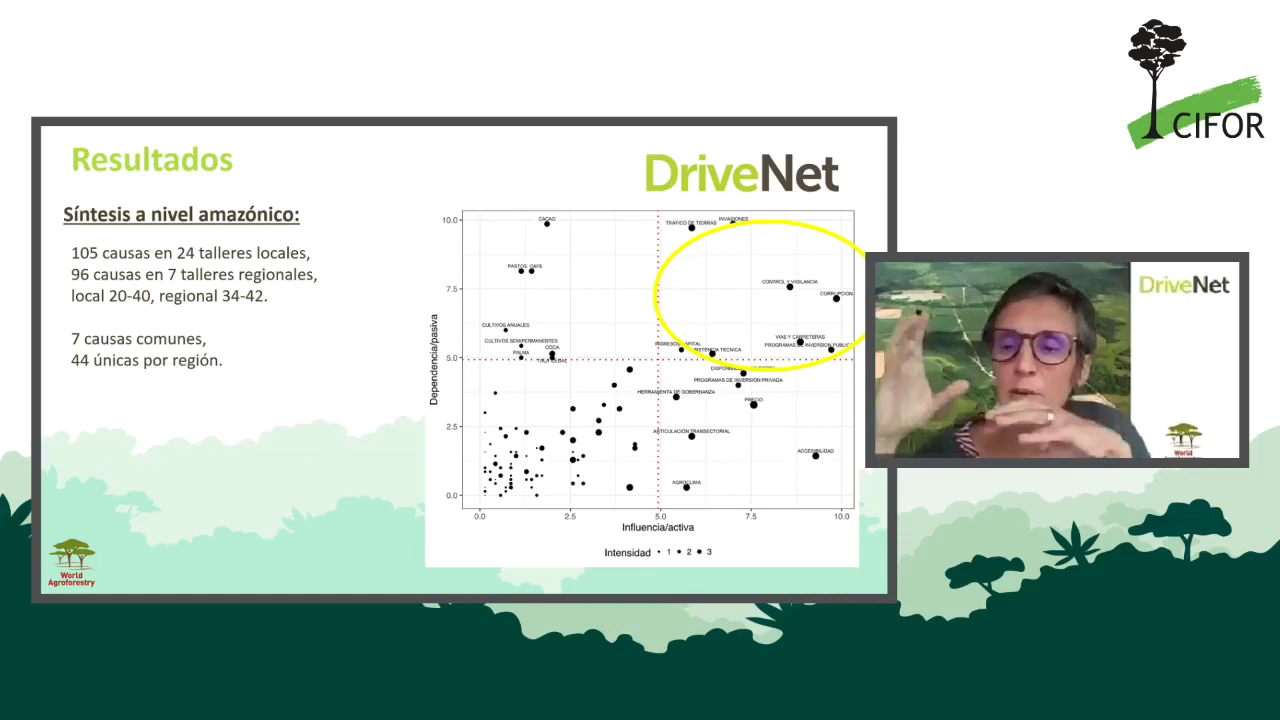 CIFOR
Resultados
DriveNet
Síntesis a nivel amazónico:
105 causas en 24 talleres locales,
96 causas en 7 talleres regionales,
local 20-40, regional 34-42.
7 causas comunes,
44 únicas por región.
Dependencia/pasiva
10.0
7.5
5.0
2.5
0.0
CACAO
TRÁFICO DE TIERRAS
INVASIONES
PASTOS
CAFE
CONTROL Y VIGILANCIA
CORRUPCION
CULTIVOS ANUALES
CULTIVOS SEMIPERMANENTES
PALMA
COCA
VIAS Y CARRETERAS
PROGRAMAS DE INVERSION
PROGRAMAS DE INVERSIÓN PRIVADA
HERRAMIENTA DE GOBERNANZA
PRECIO
ARTICULACIÓN TRANSECTORIAL
ACCESIBILIDAD
AGROCLIMA
0.0
2.5
5.0
7.5
10.0
Influencia/activa
Intensidad 1 2 3
World
Agroforestry
DriveNet
World